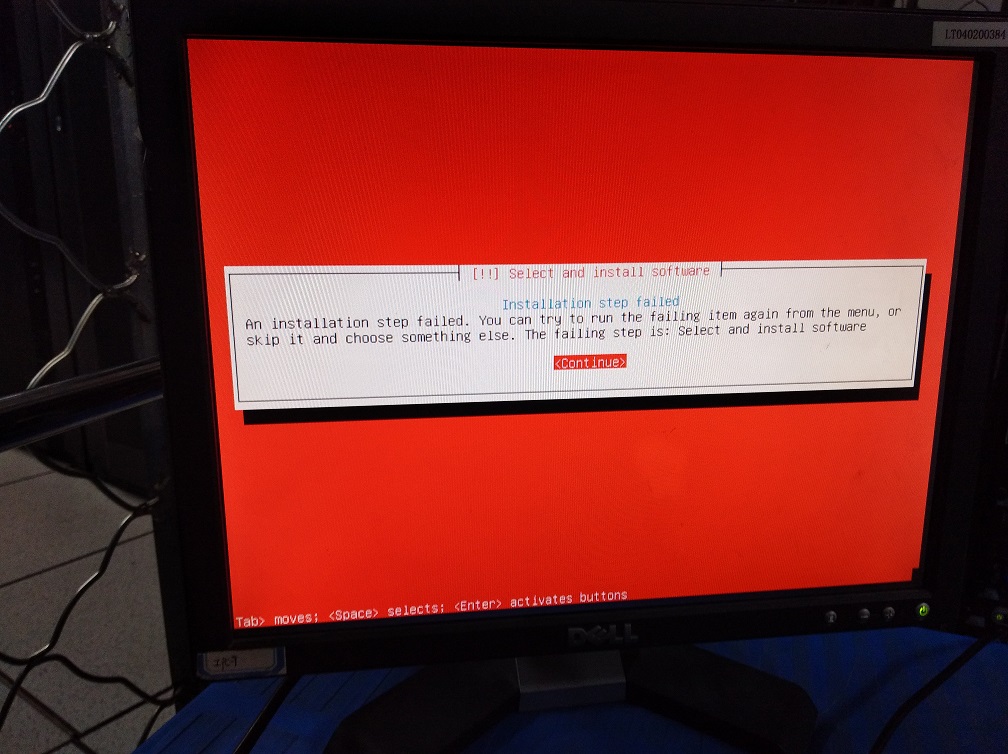 LT040200384
[!!] Select and install software
Installation step failed
An installation step failed. You can try to run the failing item again from the menu, or
skip it and choose something else. The failing step is: Select and install software
<Continue>
Tab> moves; <Space> selects; <Enter> activates buttons
DELL